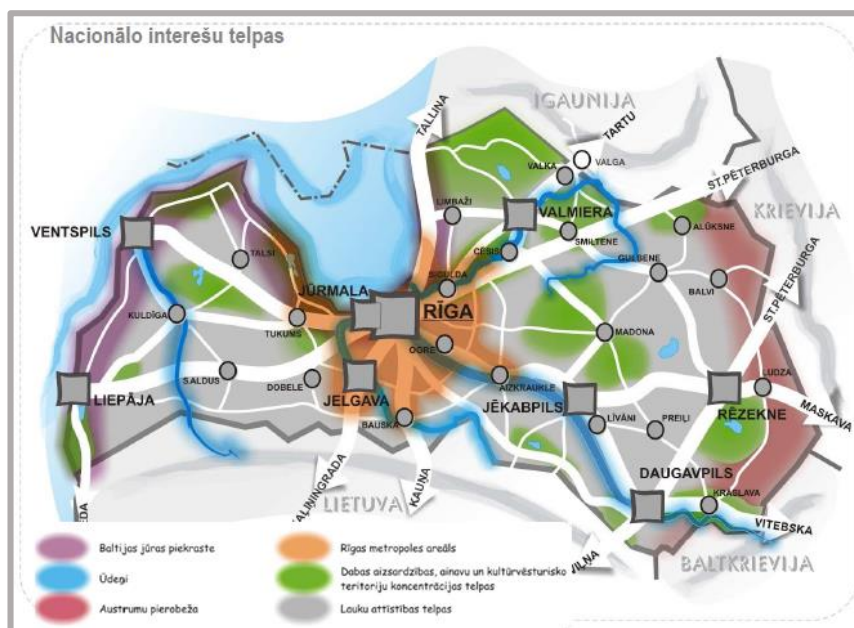 Nacionālo interešu telpas
IGAUNIJA
TALLINA
TARTU
VALKA
VALGA
ST.PĒTERBURGA
LIMBAŽI
VALMIERA
KRIEVIJA
VENTSPILS
ALŪKSNE
SMILTENE
TALSI
CĒSIS
GULBENE
SIGULDA
BALVI
JŪRMALA
RĪGA
ST.PĒTERBURGA
KULDĪGA
TUKUMS
MADONA
OGRE
SALDUS
DOBELE
AIZKRAUKLE
LUDZA
LIEPĀJA
JELGAVA
JĒKABPILS
RĒZEKNE
MASKAVA
BAUSKA
LĪVĀNI
PREIĻI
DAUGAVPILS
KALININGRADA
LIETUVA
KAUŅA
KRĀSLAVA
VITEBSKA
BALTKRIEVIJA
Baltijas jūras piekraste
Ūdeņi
Austrumu pierobeža
Rīgas metropoles areāls
Dabas aizsardzības, ainavu un kultūrvēsturisko
teritoriju koncentrācijas telpas
Lauku attīstības telpas